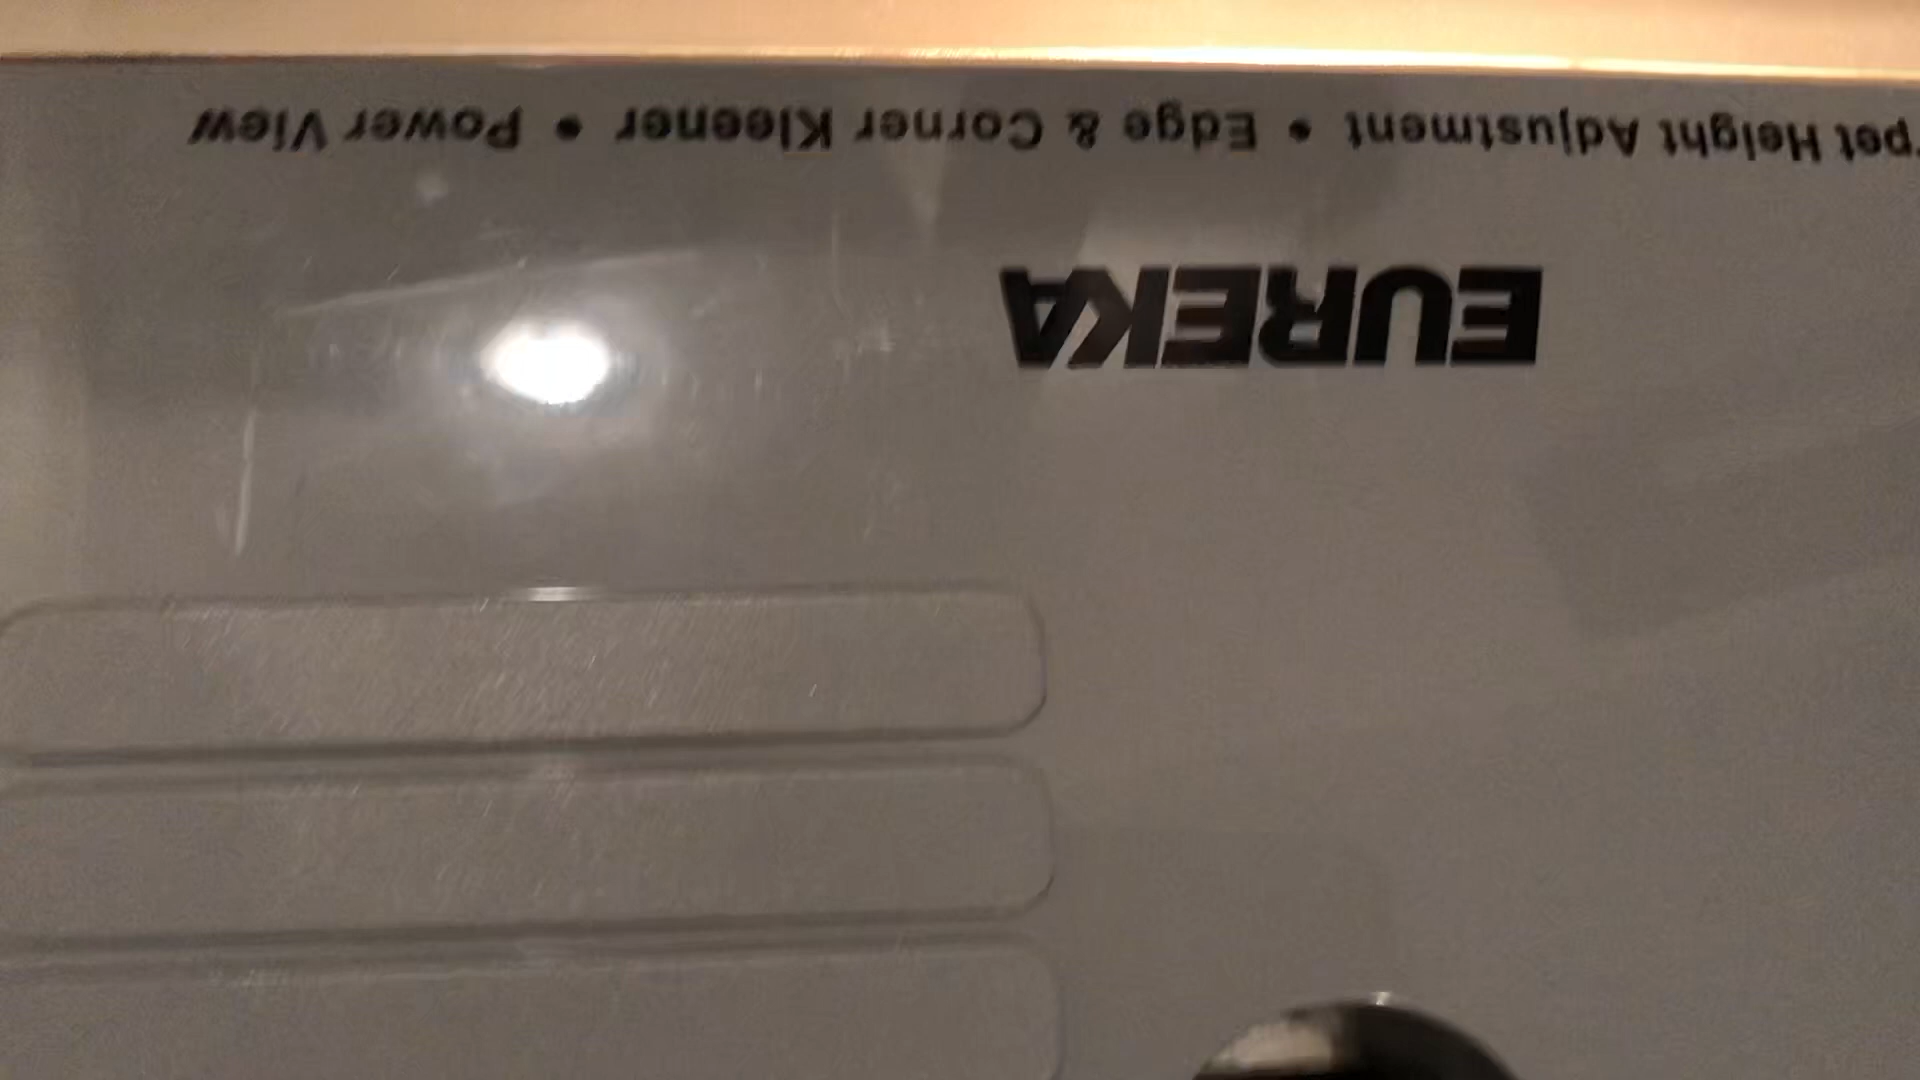 EUREKA
pet Height Adjustment • Edge & Corner Kleener • Power View